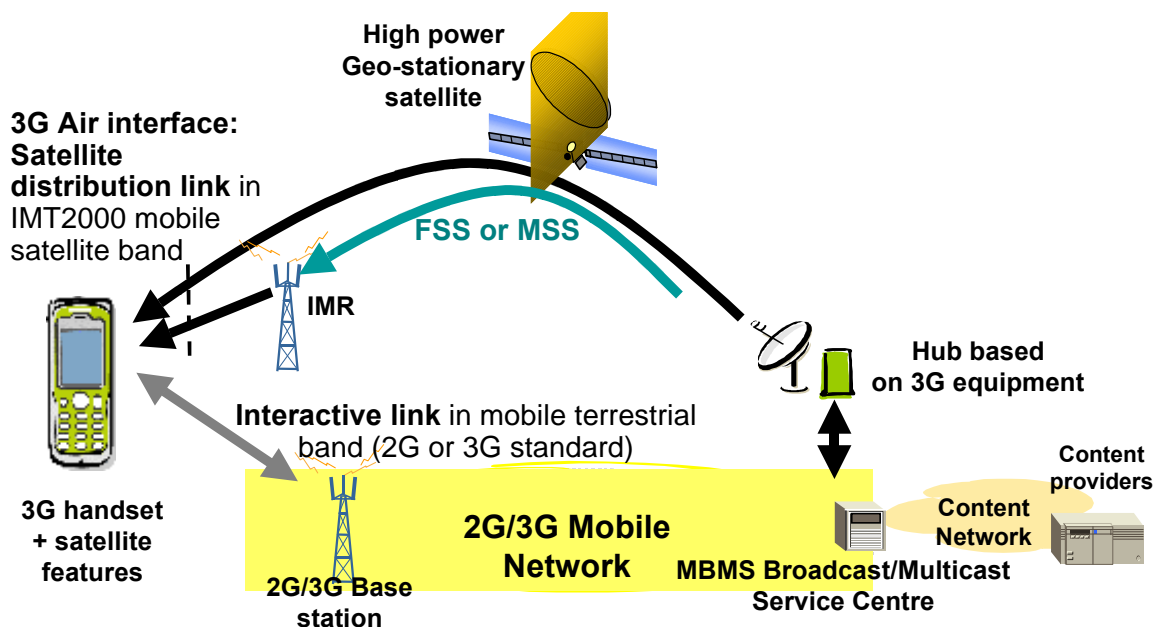 High power
Geo-stationary
satellite
3G Air interface:
Satellite
distribution link in
IMT2000 mobile
satellite band
FSS or MSS
IMR
Hub based
on 3G equipment
Interactive link in mobile terrestrial
band (2G or 3G standard)
Content
providers
3G handset
+ satellite
features
2G/3G Mobile
Network
Content
Network
MBMS Broadcast/Multicast
Service Centre
2G/3G Base
station